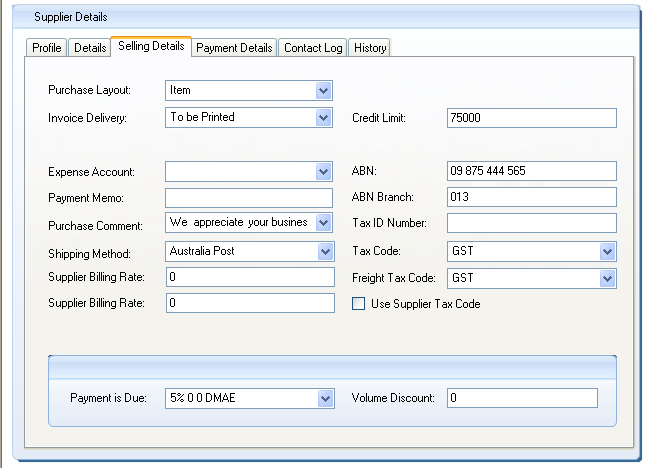 Supplier Details
Profile Details Selling Details Payment Details Contact Log History
Purchase Layout: Item
Invoice Delivery: To be Printed Credit Limit: 75000
Expense Account: ABN: 09 875 444 565
Payment Memo: ABN Branch: 013
Purchase Comment: We appreciate your busines Tax ID Number:
Shipping Method: Australia Post Tax Code: GST
Supplier Billing Rate: 0 Freight Tax Code: GST
Supplier Billing Rate: 0 Use Supplier Tax Code
Payment is Due: 5% 0 0 DMAE Volume Discount: 0